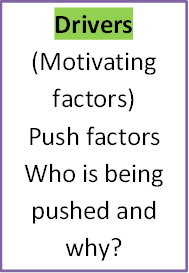 Drivers
(Motivating
factors)
Push factors
Who is being
pushed and
why?